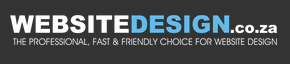 WEBSITEDESIGN.co.za
THE PROFESSIONAL, FAST & FRIENDLY CHOICE FOR WEBSITE DESIGN